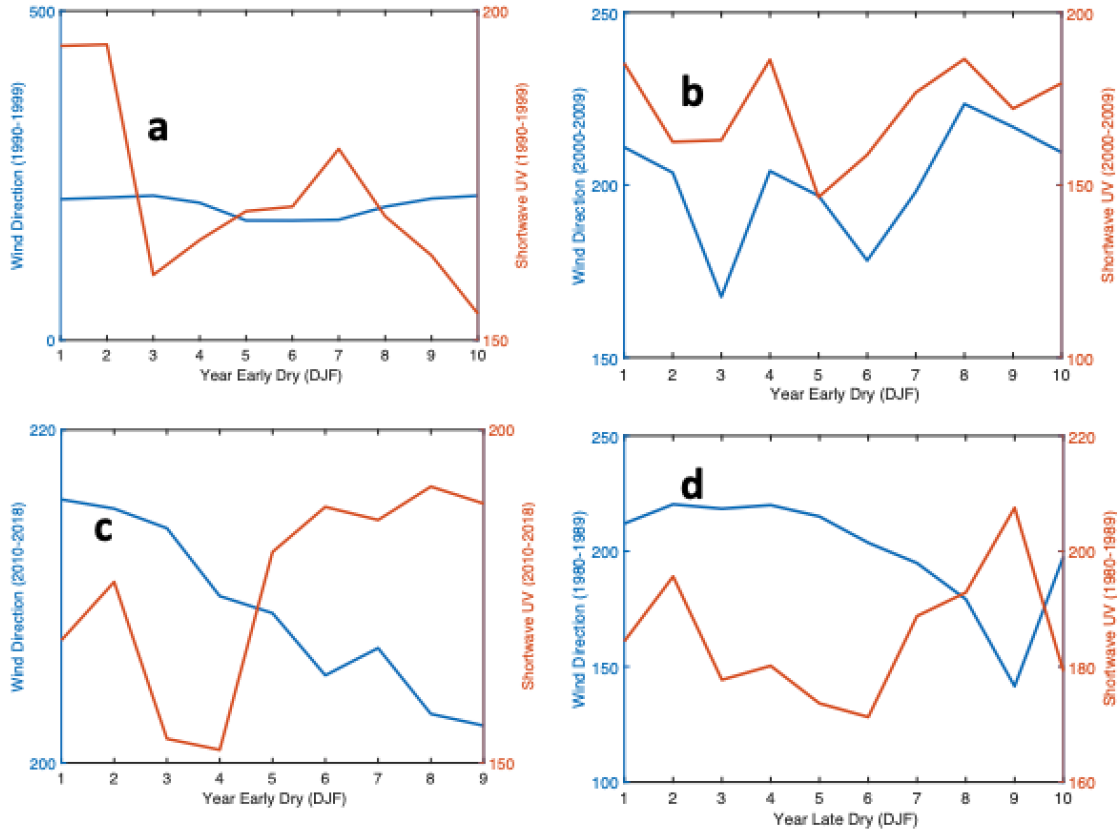 a
500
0
200
150
Wind Direction (1990-1999)
Shortwave UV (1990-1999)
1 2 3 4 5 6 7 8 9 10
Year Early Dry (DJF)
b
250
200
150
200
150
100
Wind Direction (2000-2009)
Shortwave UV (2000-2009)
1 2 3 4 5 6 7 8 9 10
Year Early Dry (DJF)
c
220
200
200
150
Wind Direction (2010-2018)
Shortwave UV (2010-2018)
1 2 3 4 5 6 7 8 9
Year Early Dry (DJF)
d
250
200
150
100
220
200
180
160
Wind Direction (1980-1989)
Shortwave UV (1980-1989)
1 2 3 4 5 6 7 8 9 10
Year Late Dry (DJF)